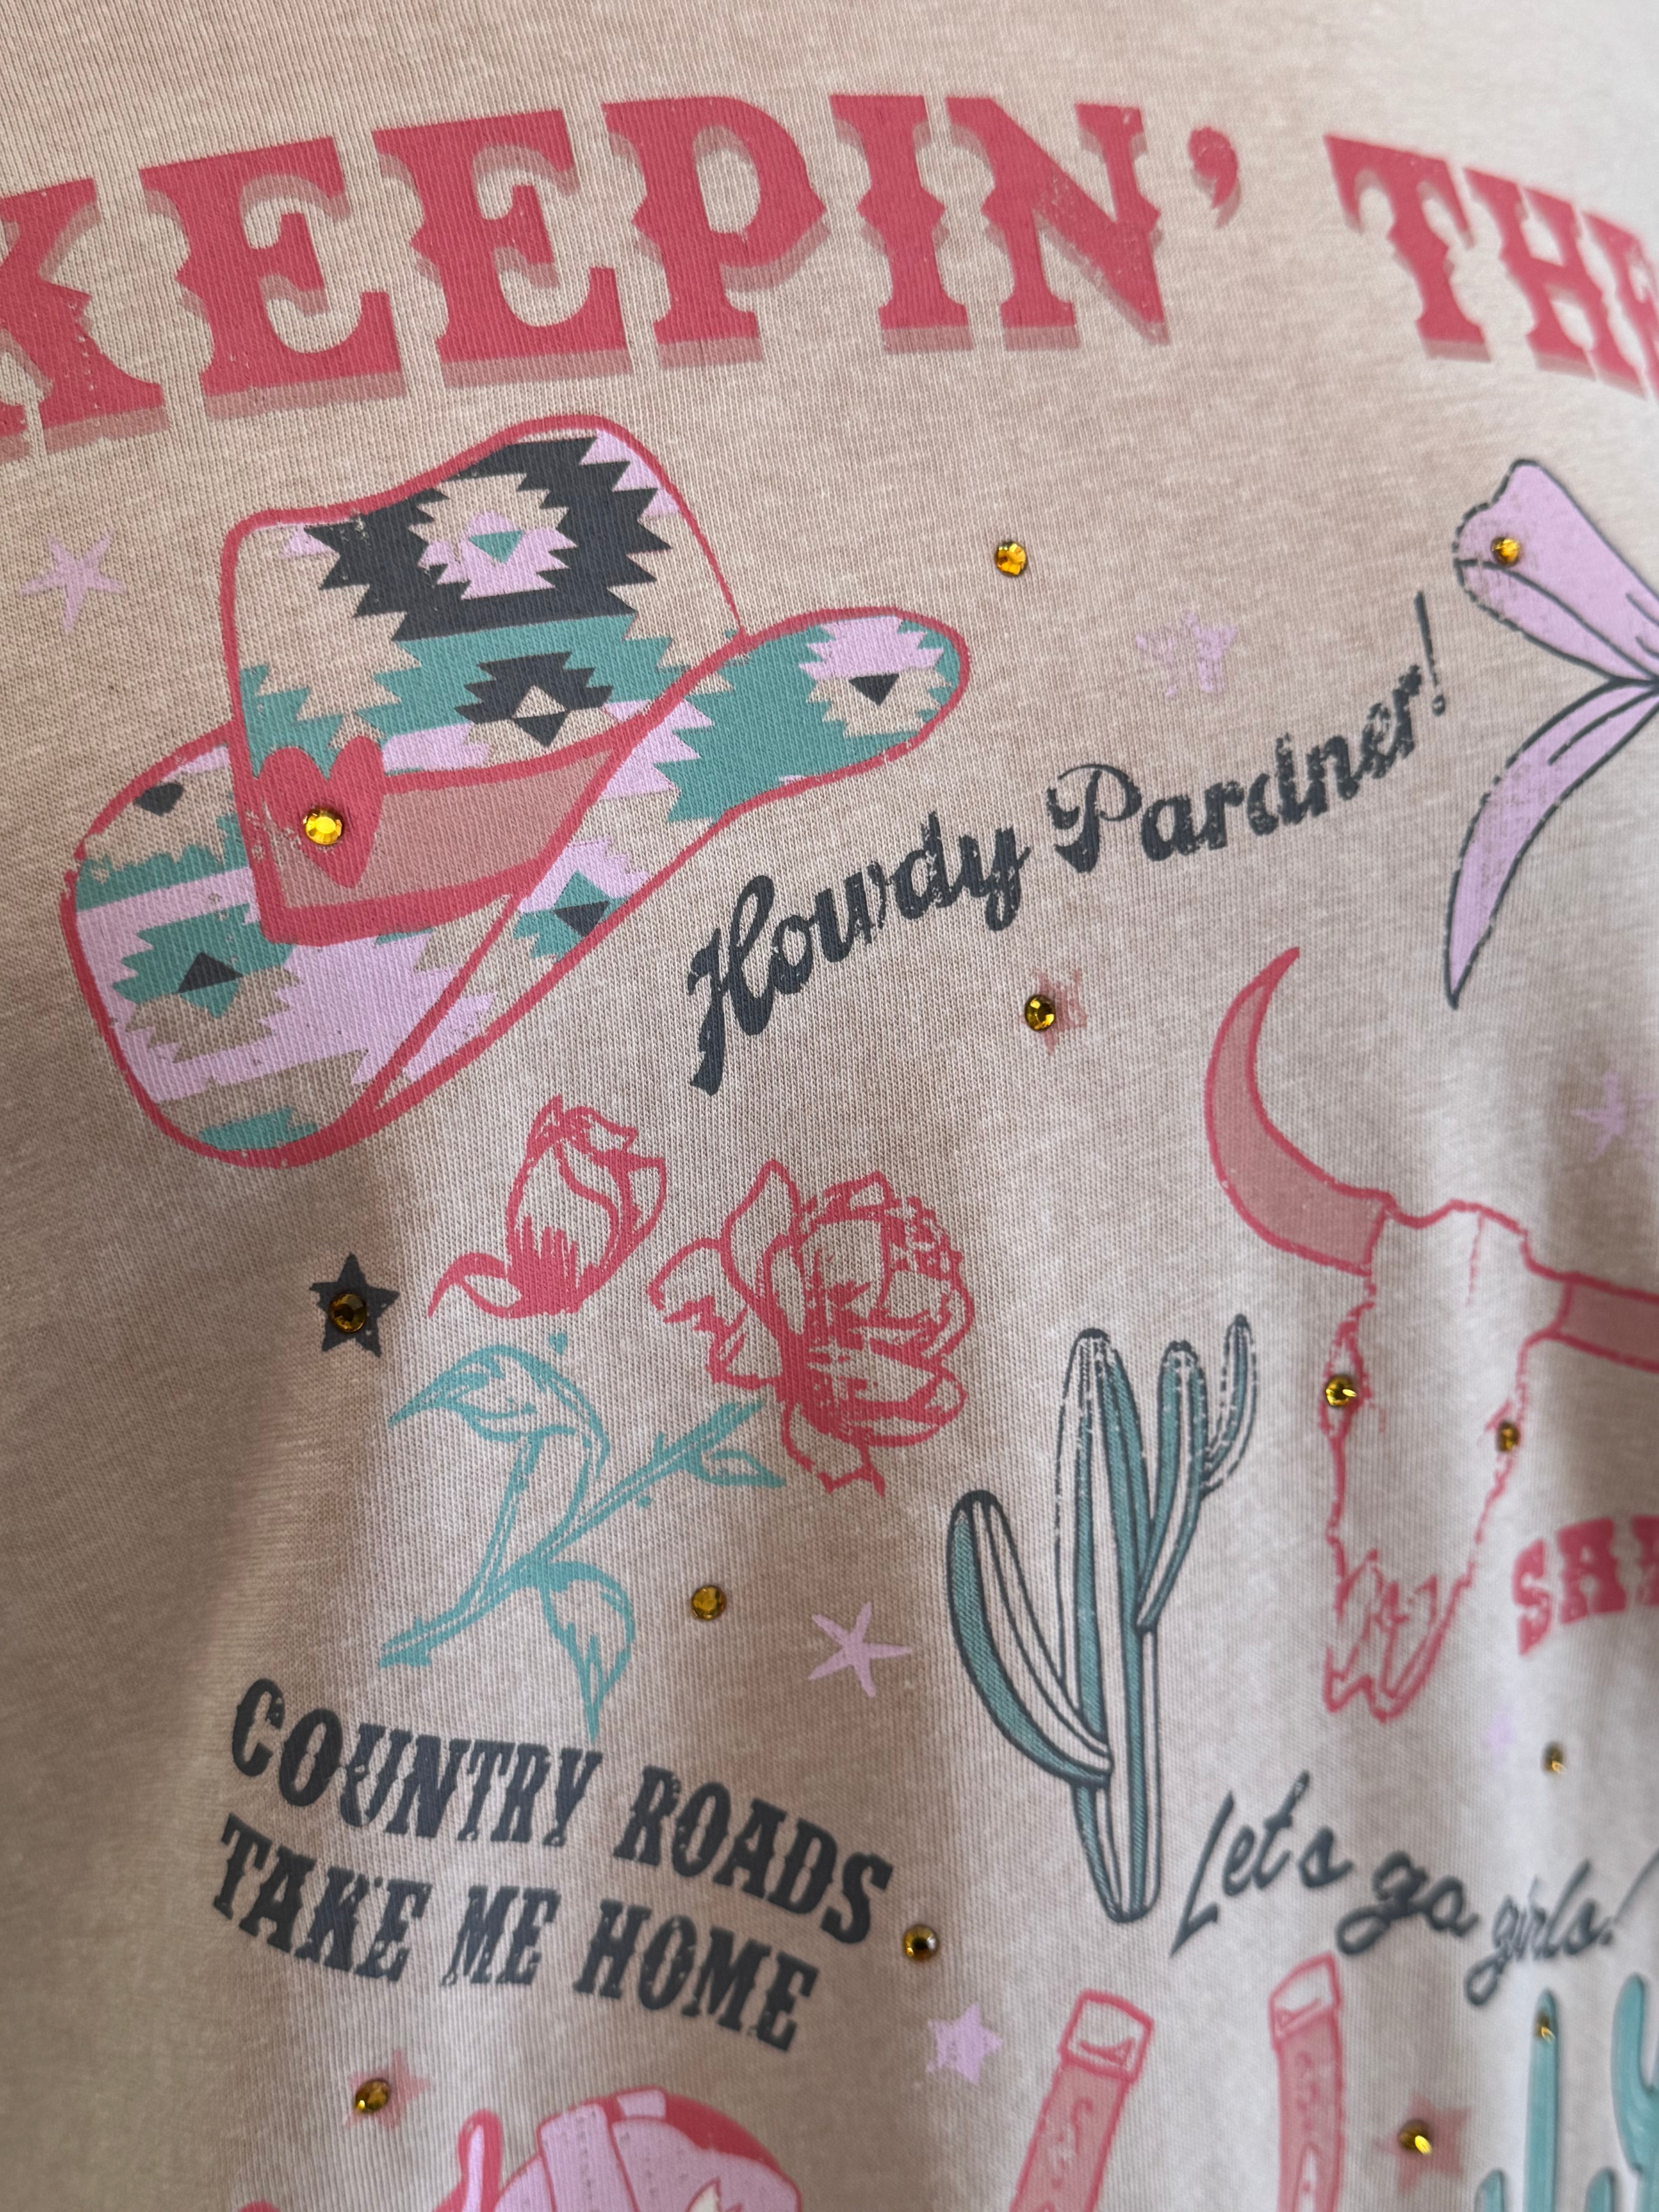 KEEPIN' THE
Howdy Pardner!
COUNTRY ROADS
TAKE ME HOME
Let's go girls!